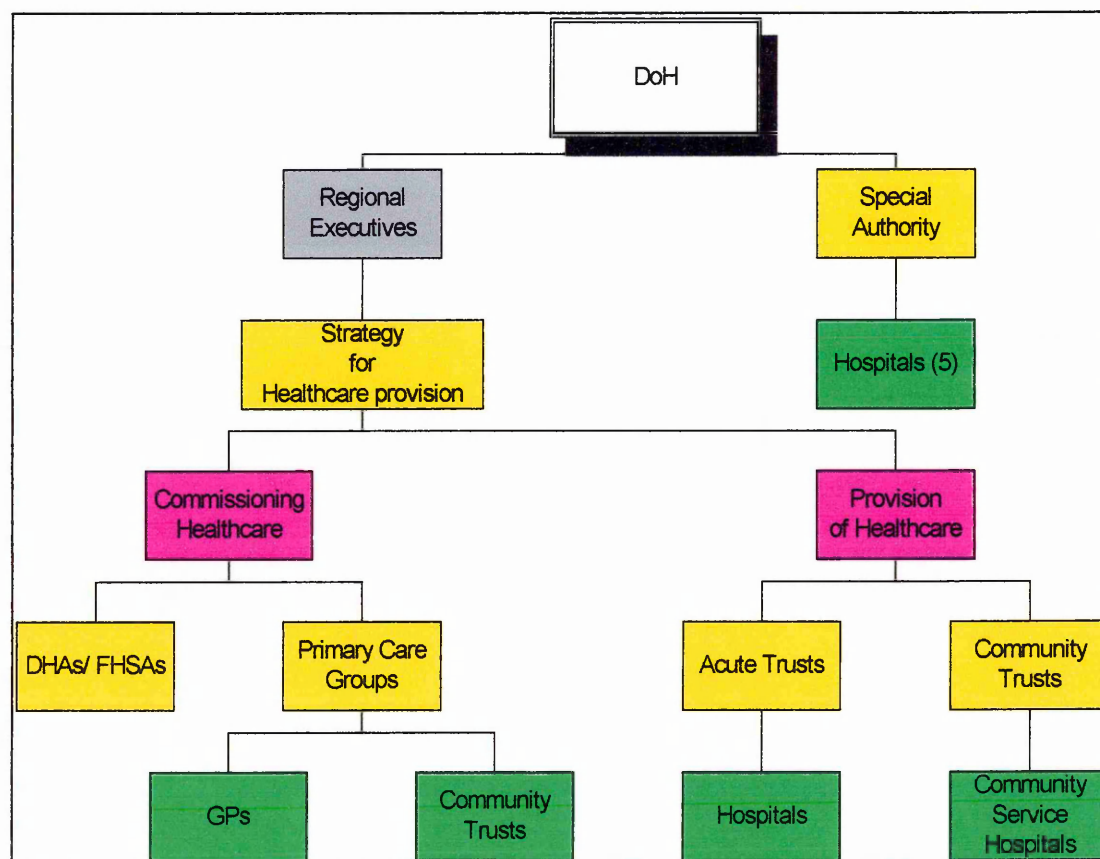 DoH
Regional
Executives
Special
Authority
Strategy
for
Healthcare provision
Hospitals (5)
Commissioning
Healthcare
Provision
of Healthcare
DHAs/ FHSAs
Primary Care
Groups
Acute Trusts
Community
Trusts
GPs
Community
Trusts
Hospitals
Community
Service
Hospitals